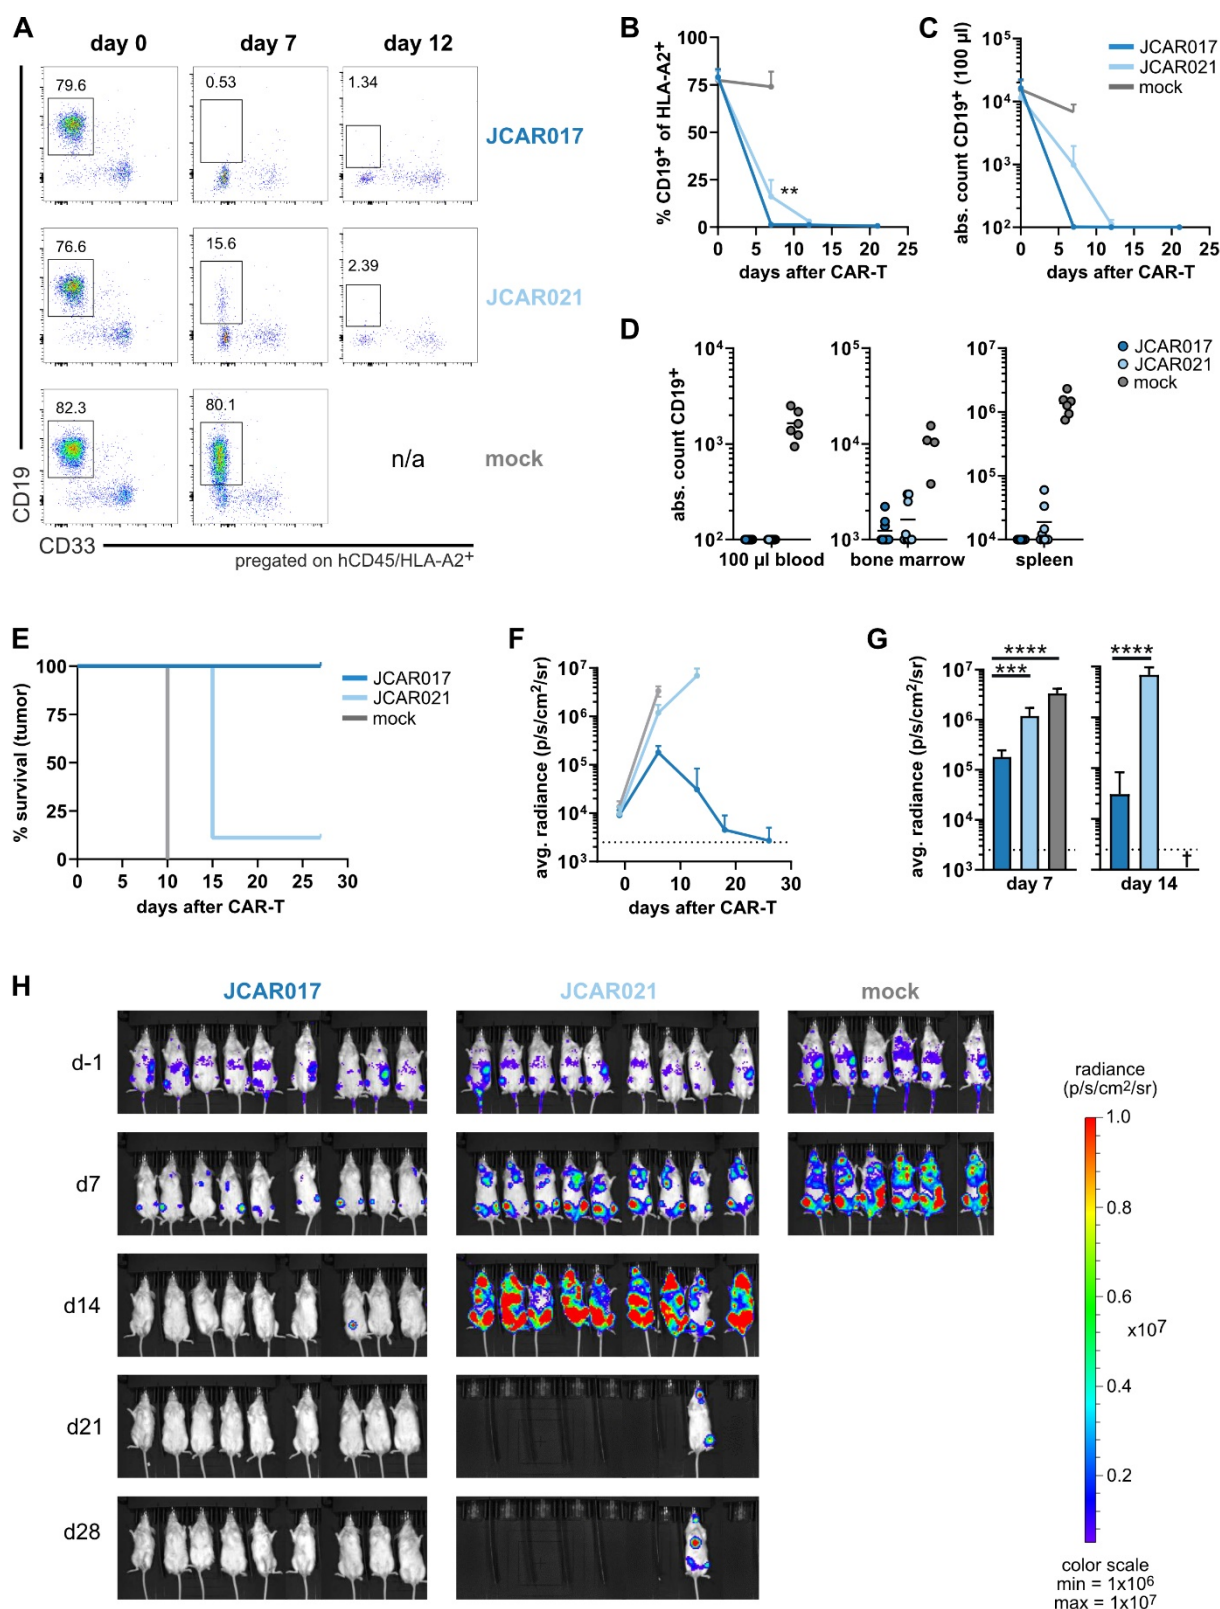 A
day 0
day 7
day 12
79.6
0.53
1.34
JCAR017
76.6
15.6
2.39
JCAR021
82.3
80.1
n/a
mock
CD19
CD33
pregated on hCD45/HLA-A2+
B
% CD19+ of HLA-A2+
100
75
50
25
0
**
0 5 10 15 20 25
days after CAR-T
C
abs. count CD19+ (100 µl)
10^5
10^4
10^3
10^2
0 5 10 15 20 25
days after CAR-T
JCAR017
JCAR021
mock
D
abs. count CD19+
10^4
10^3
10^2
100 µl blood
10^5
10^4
10^3
bone marrow
10^7
10^6
10^5
10^4
spleen
JCAR017
JCAR021
mock
E
% survival (tumor)
100
75
50
25
0
0 5 10 15 20 25 30
days after CAR-T
JCAR017
JCAR021
mock
F
avg. radiance (p/s/cm²/sr)
10^7
10^6
10^5
10^4
10^3
0 10 20 30
days after CAR-T
G
avg. radiance (p/s/cm²/sr)
10^7
10^6
10^5
10^4
10^3
****
***
day 7
****
†
day 14
H
JCAR017
JCAR021
mock
d-1
d7
d14
d21
d28
radiance
(p/s/cm²/sr)
1.0
0.8
0.6
x10^7
0.4
0.2
color scale
min = 1x10^6
max = 1x10^7